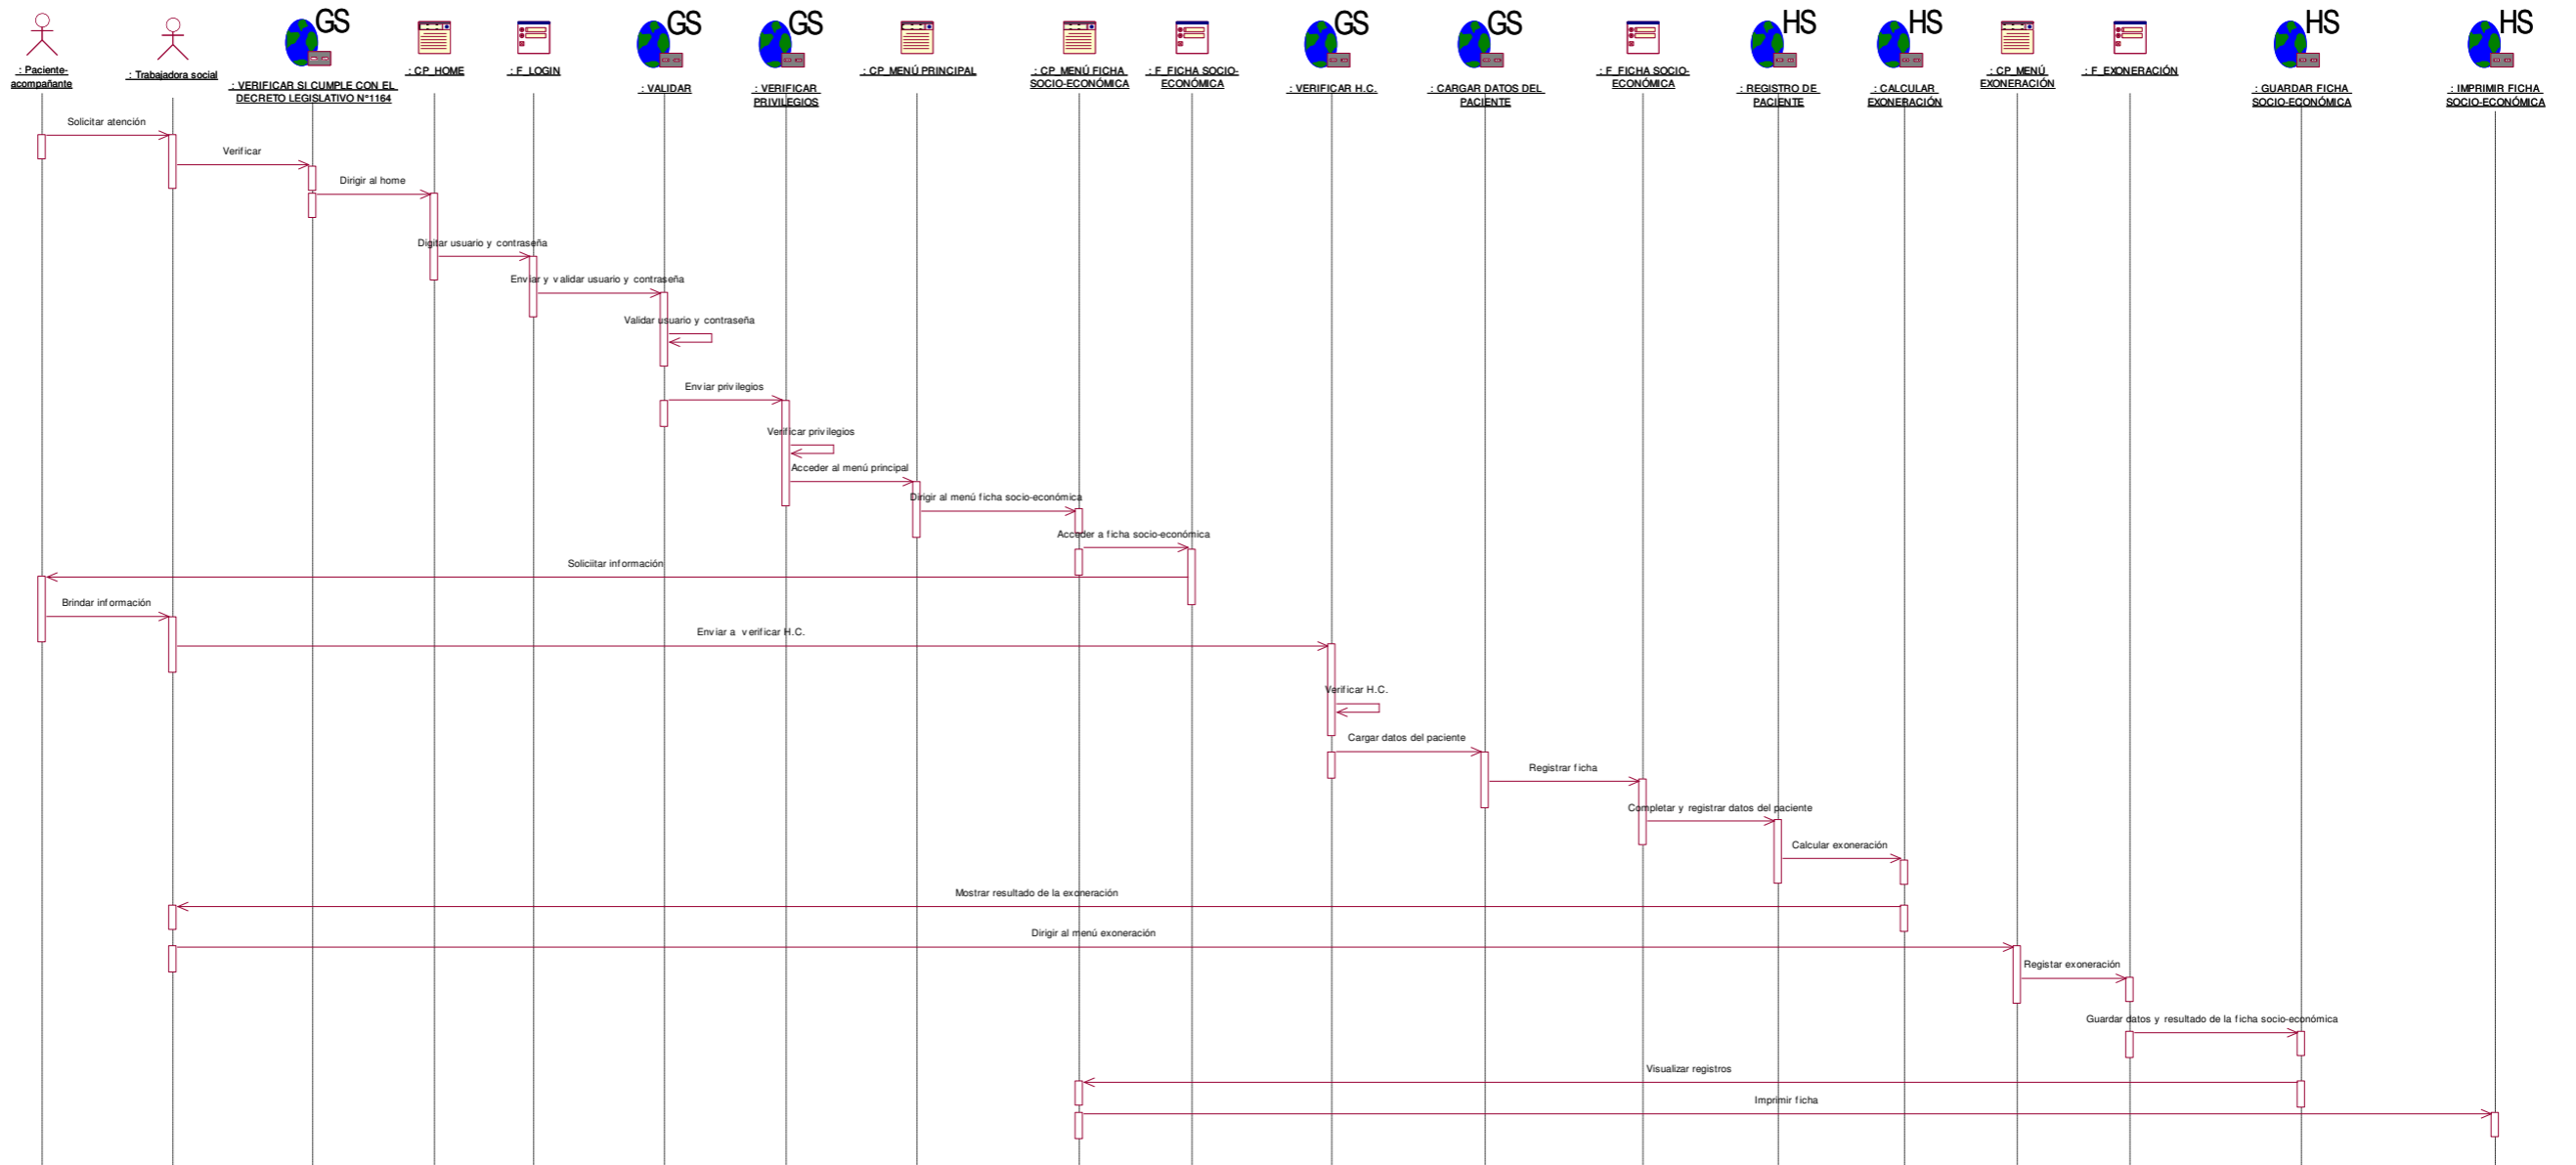 GS
GS
GS
GS
GS
HS
HS
HS
HS
: Paciente-
acompañante
: Trabajadora social
: VERIFICAR SI CUMPLE CON EL
DECRETO LEGISLATIVO N°1164
: CP_HOME
: F_LOGIN
: VALIDAR
: VERIFICAR
PRIVILEGIOS
: CP_MENÚ PRINCIPAL
: CP_MENÚ FICHA
SOCIO-ECONÓMICA
: F_FICHA SOCIO-
ECONÓMICA
: VERIFICAR H.C.
: CARGAR DATOS DEL
PACIENTE
: F_FICHA SOCIO-
ECONÓMICA
: REGISTRO DE
PACIENTE
: CALCULAR
EXONERACIÓN
: CP_MENÚ
EXONERACIÓN
: F_EXONERACIÓN
: GUARDAR FICHA
SOCIO-ECONÓMICA
: IMPRIMIR FICHA
SOCIO-ECONÓMICA
Solicitar atención
Verificar
Dirigir al home
Digitar usuario y contraseña
Enviar y validar usuario y contraseña
Validar usuario y contraseña
Enviar privilegios
Verificar privilegios
Acceder al menú principal
Dirigir al menú ficha socio-económica
Acceder a ficha socio-económica
Soliciitar información
Brindar información
Enviar a verificar H.C.
Verificar H.C.
Cargar datos del paciente
Registrar ficha
Completar y registrar datos del paciente
Calcular exoneración
Mostrar resultado de la exoneración
Dirigir al menú exoneración
Registar exoneración
Guardar datos y resultado de la ficha socio-económica
Visualizar registros
Imprimir ficha